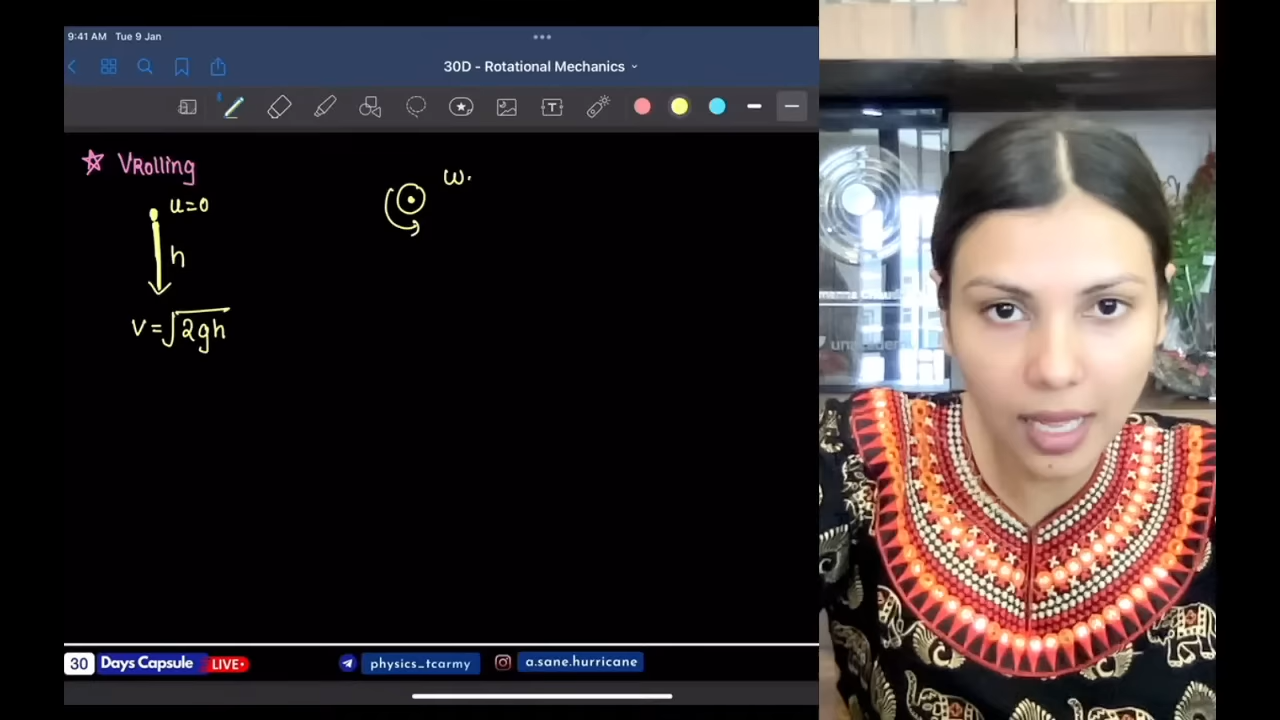 9:41 AM Tue 9 Jan
30D - Rotational Mechanics
☆ VRolling
u=0
h
v=√2gh
ω.
30 Days Capsule LIVE
physics_tcarmy
a.sane.hurricane